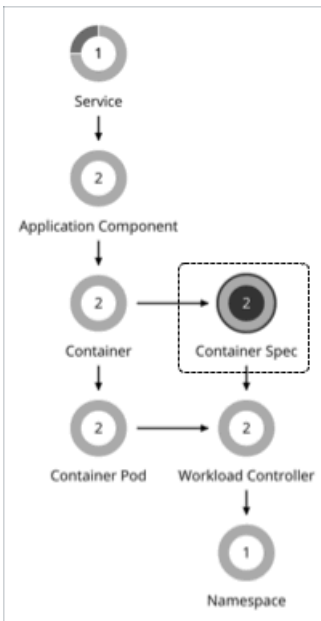 1
Service
2
Application Component
2
2
Container
Container Spec
2
2
Container Pod
Workload Controller
1
Namespace